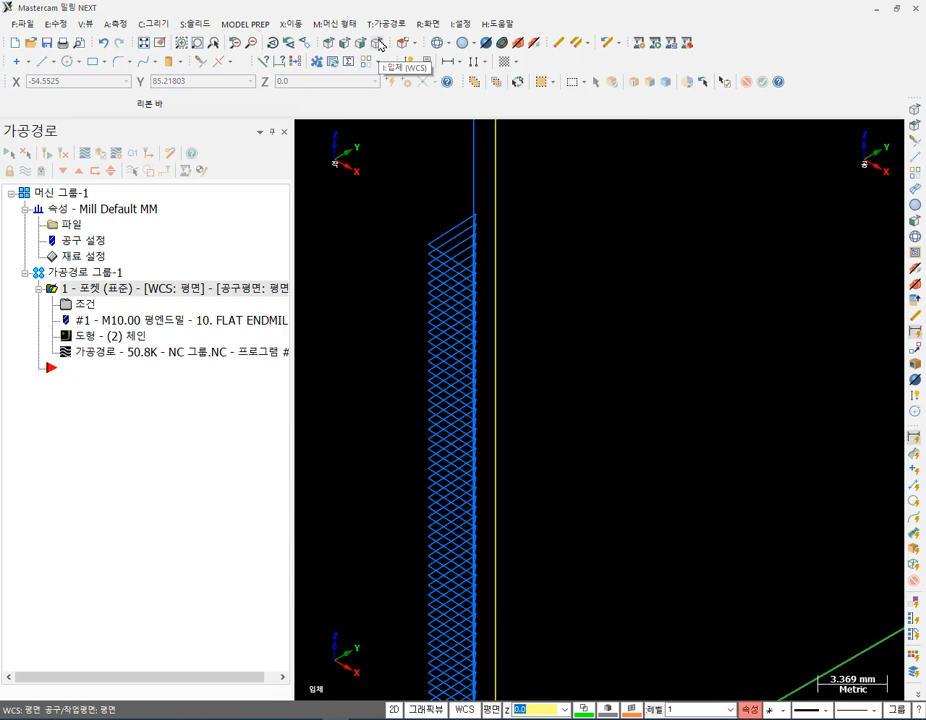 Mastercam 밀링 NEXT
F:파일 E:수정 V:뷰 A:측정 C:그리기 S:솔리드 MODEL PREP X:이동 M:머신 형태 T:가공경로 R:화면 I:설정 H:도움말
I:입체 (WCS)
X -54.5525 Y 85.21803 Z 0.0
리본 바
가공경로
G1
머신 그룹-1
속성 - Mill Default MM
파일
공구 설정
재료 설정
가공경로 그룹-1
1 - 포켓 (표준) - [WCS: 평면] - [공구평면: 평면
조건
#1 - M10.00 평엔드밀 - 10. FLAT ENDMIL
도형 - (2) 체인
가공경로 - 50.8K - NC 그룹.NC - 프로그램 #
Z Y X
Z Y X
Z Y X
입체
3.369 mm
Metric
WCS: 평면 공구/작업평면: 평면
2D 그래픽뷰 WCS 평면 z 0.0 레벨 1 속성 그룹 ?